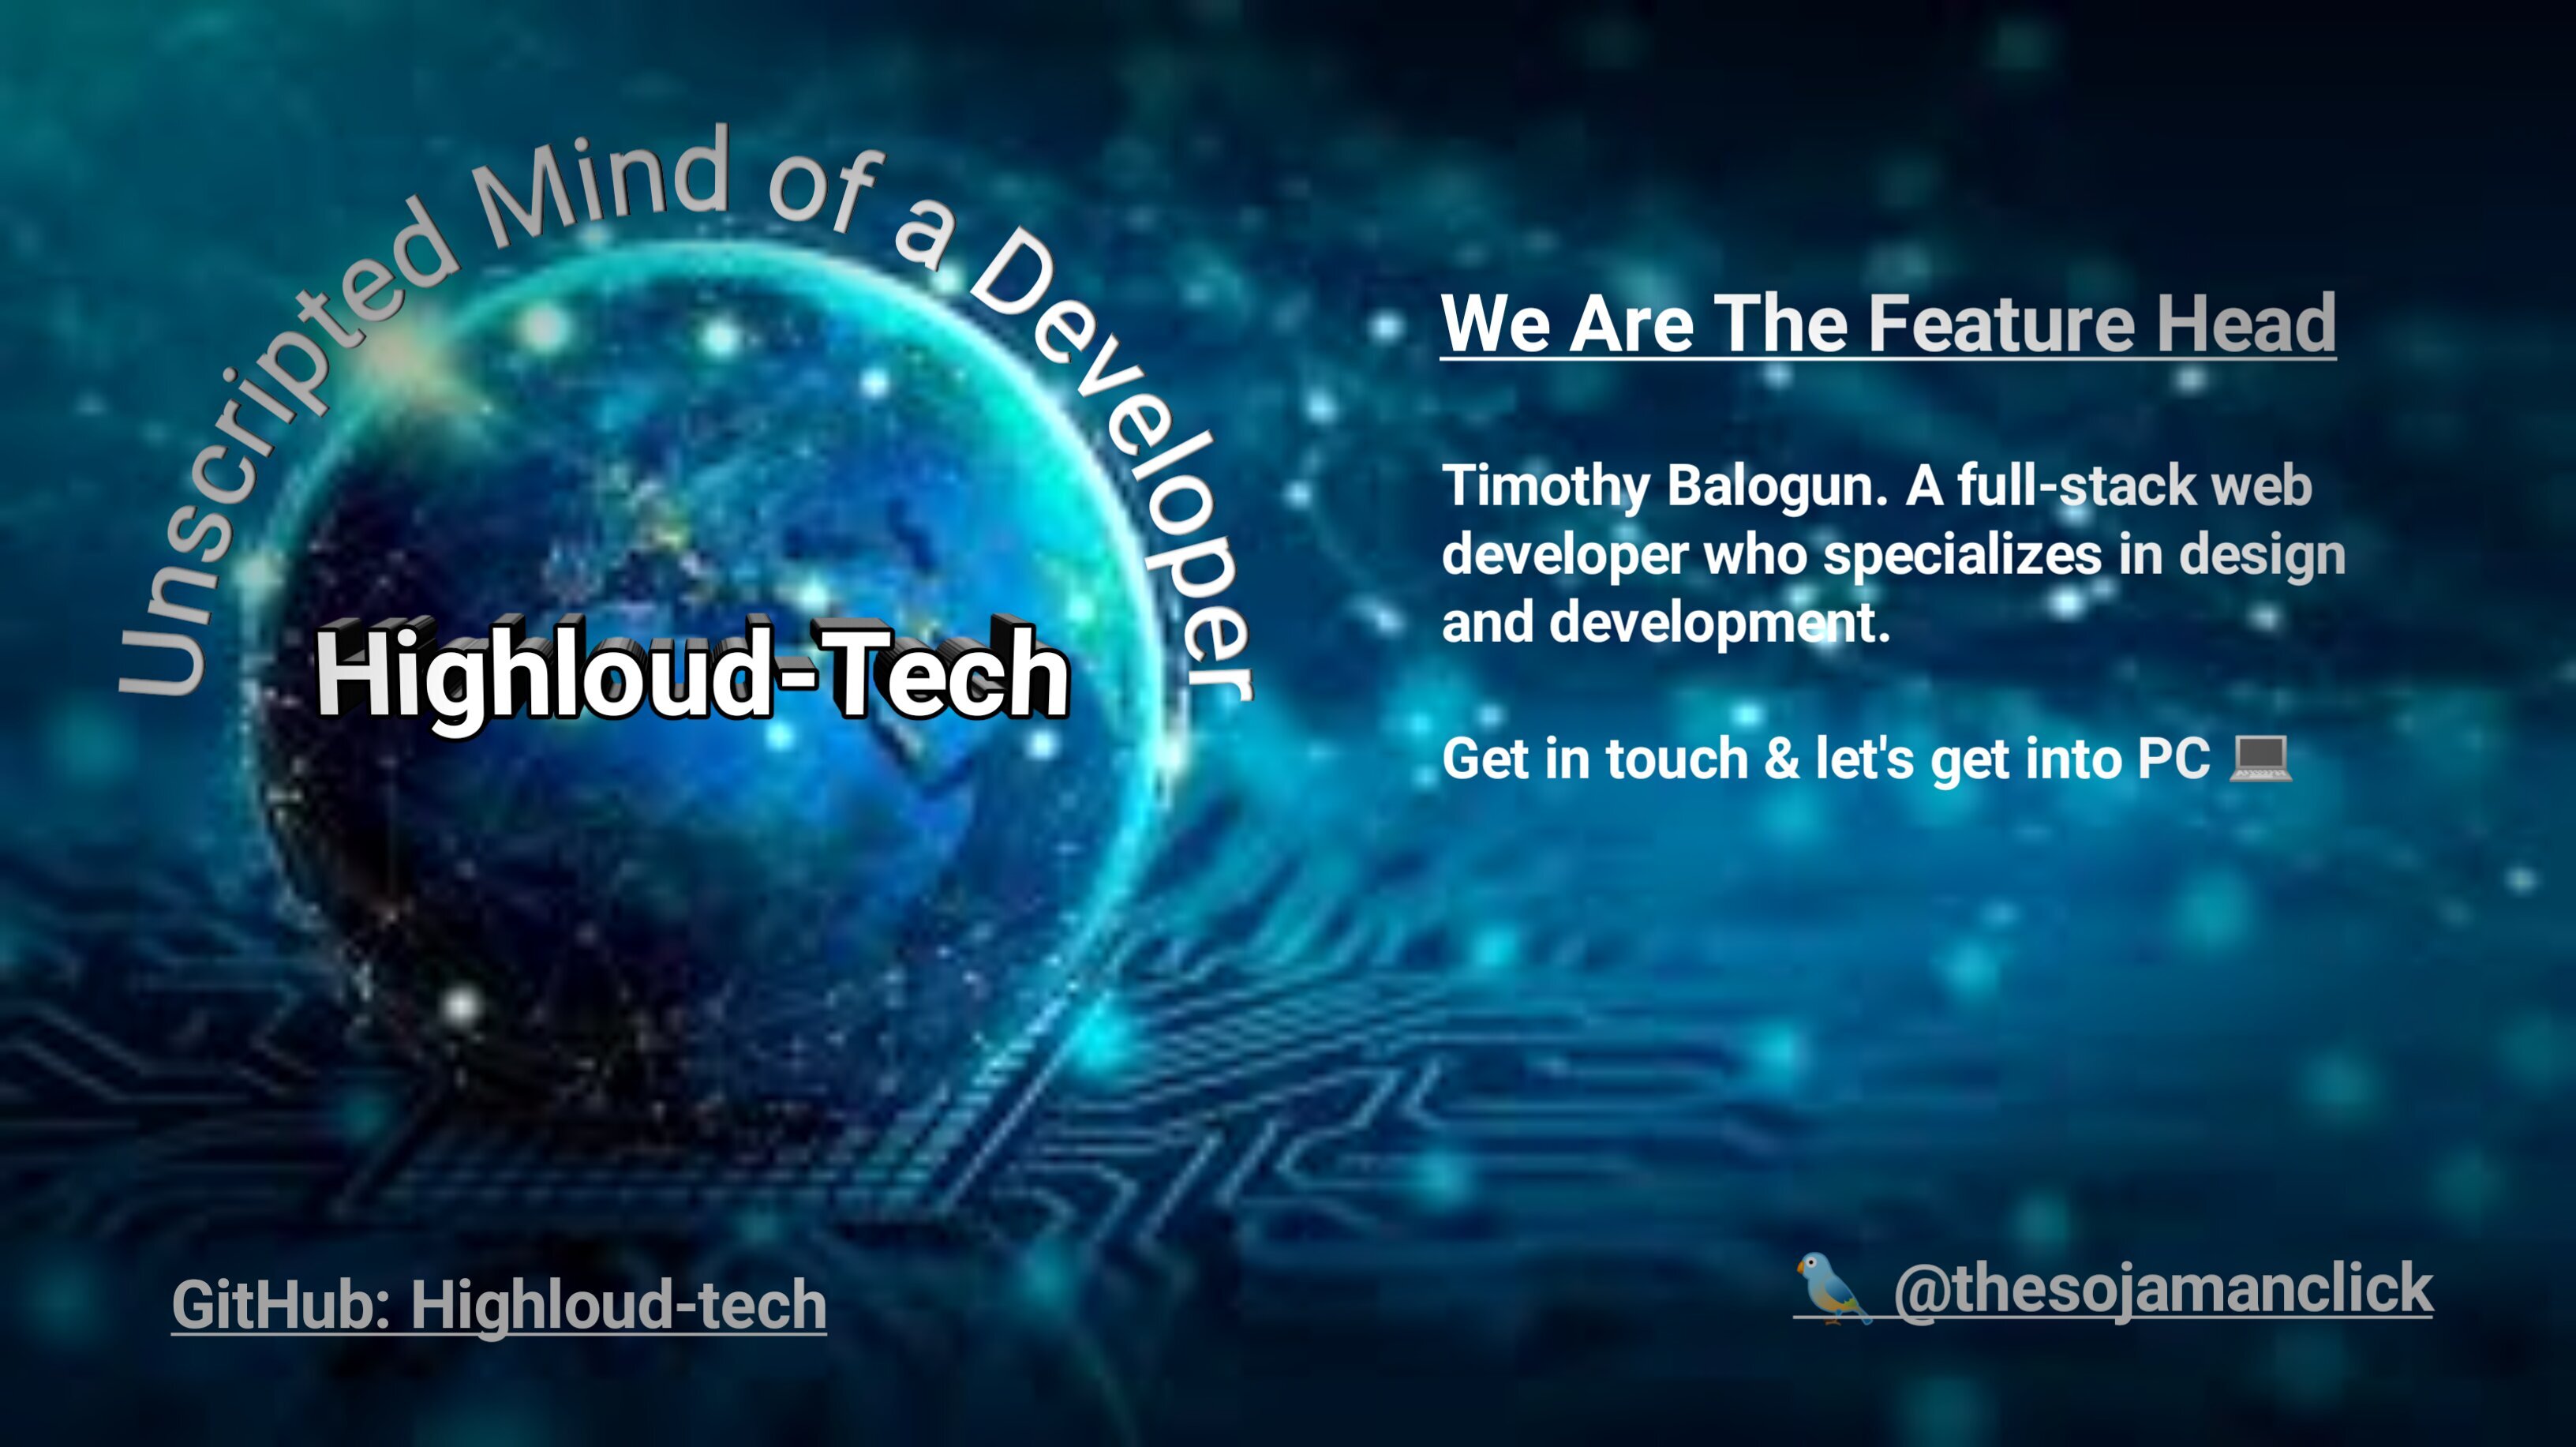 Unscripted Mind of a Developer
Highloud-Tech
We Are The Feature Head
Timothy Balogun. A full-stack web
developer who specializes in design
and development.
Get in touch & let's get into PC 💻
GitHub: Highloud-tech
🐦 @thesojamanclick